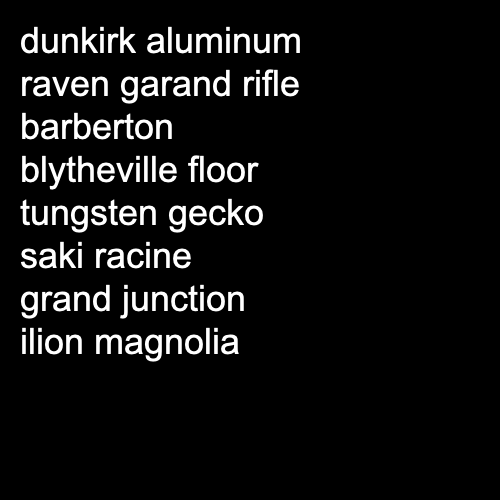 dunkirk aluminum
raven garand rifle
barberton
blytheville floor
tungsten gecko
saki racine
grand junction
ilion magnolia